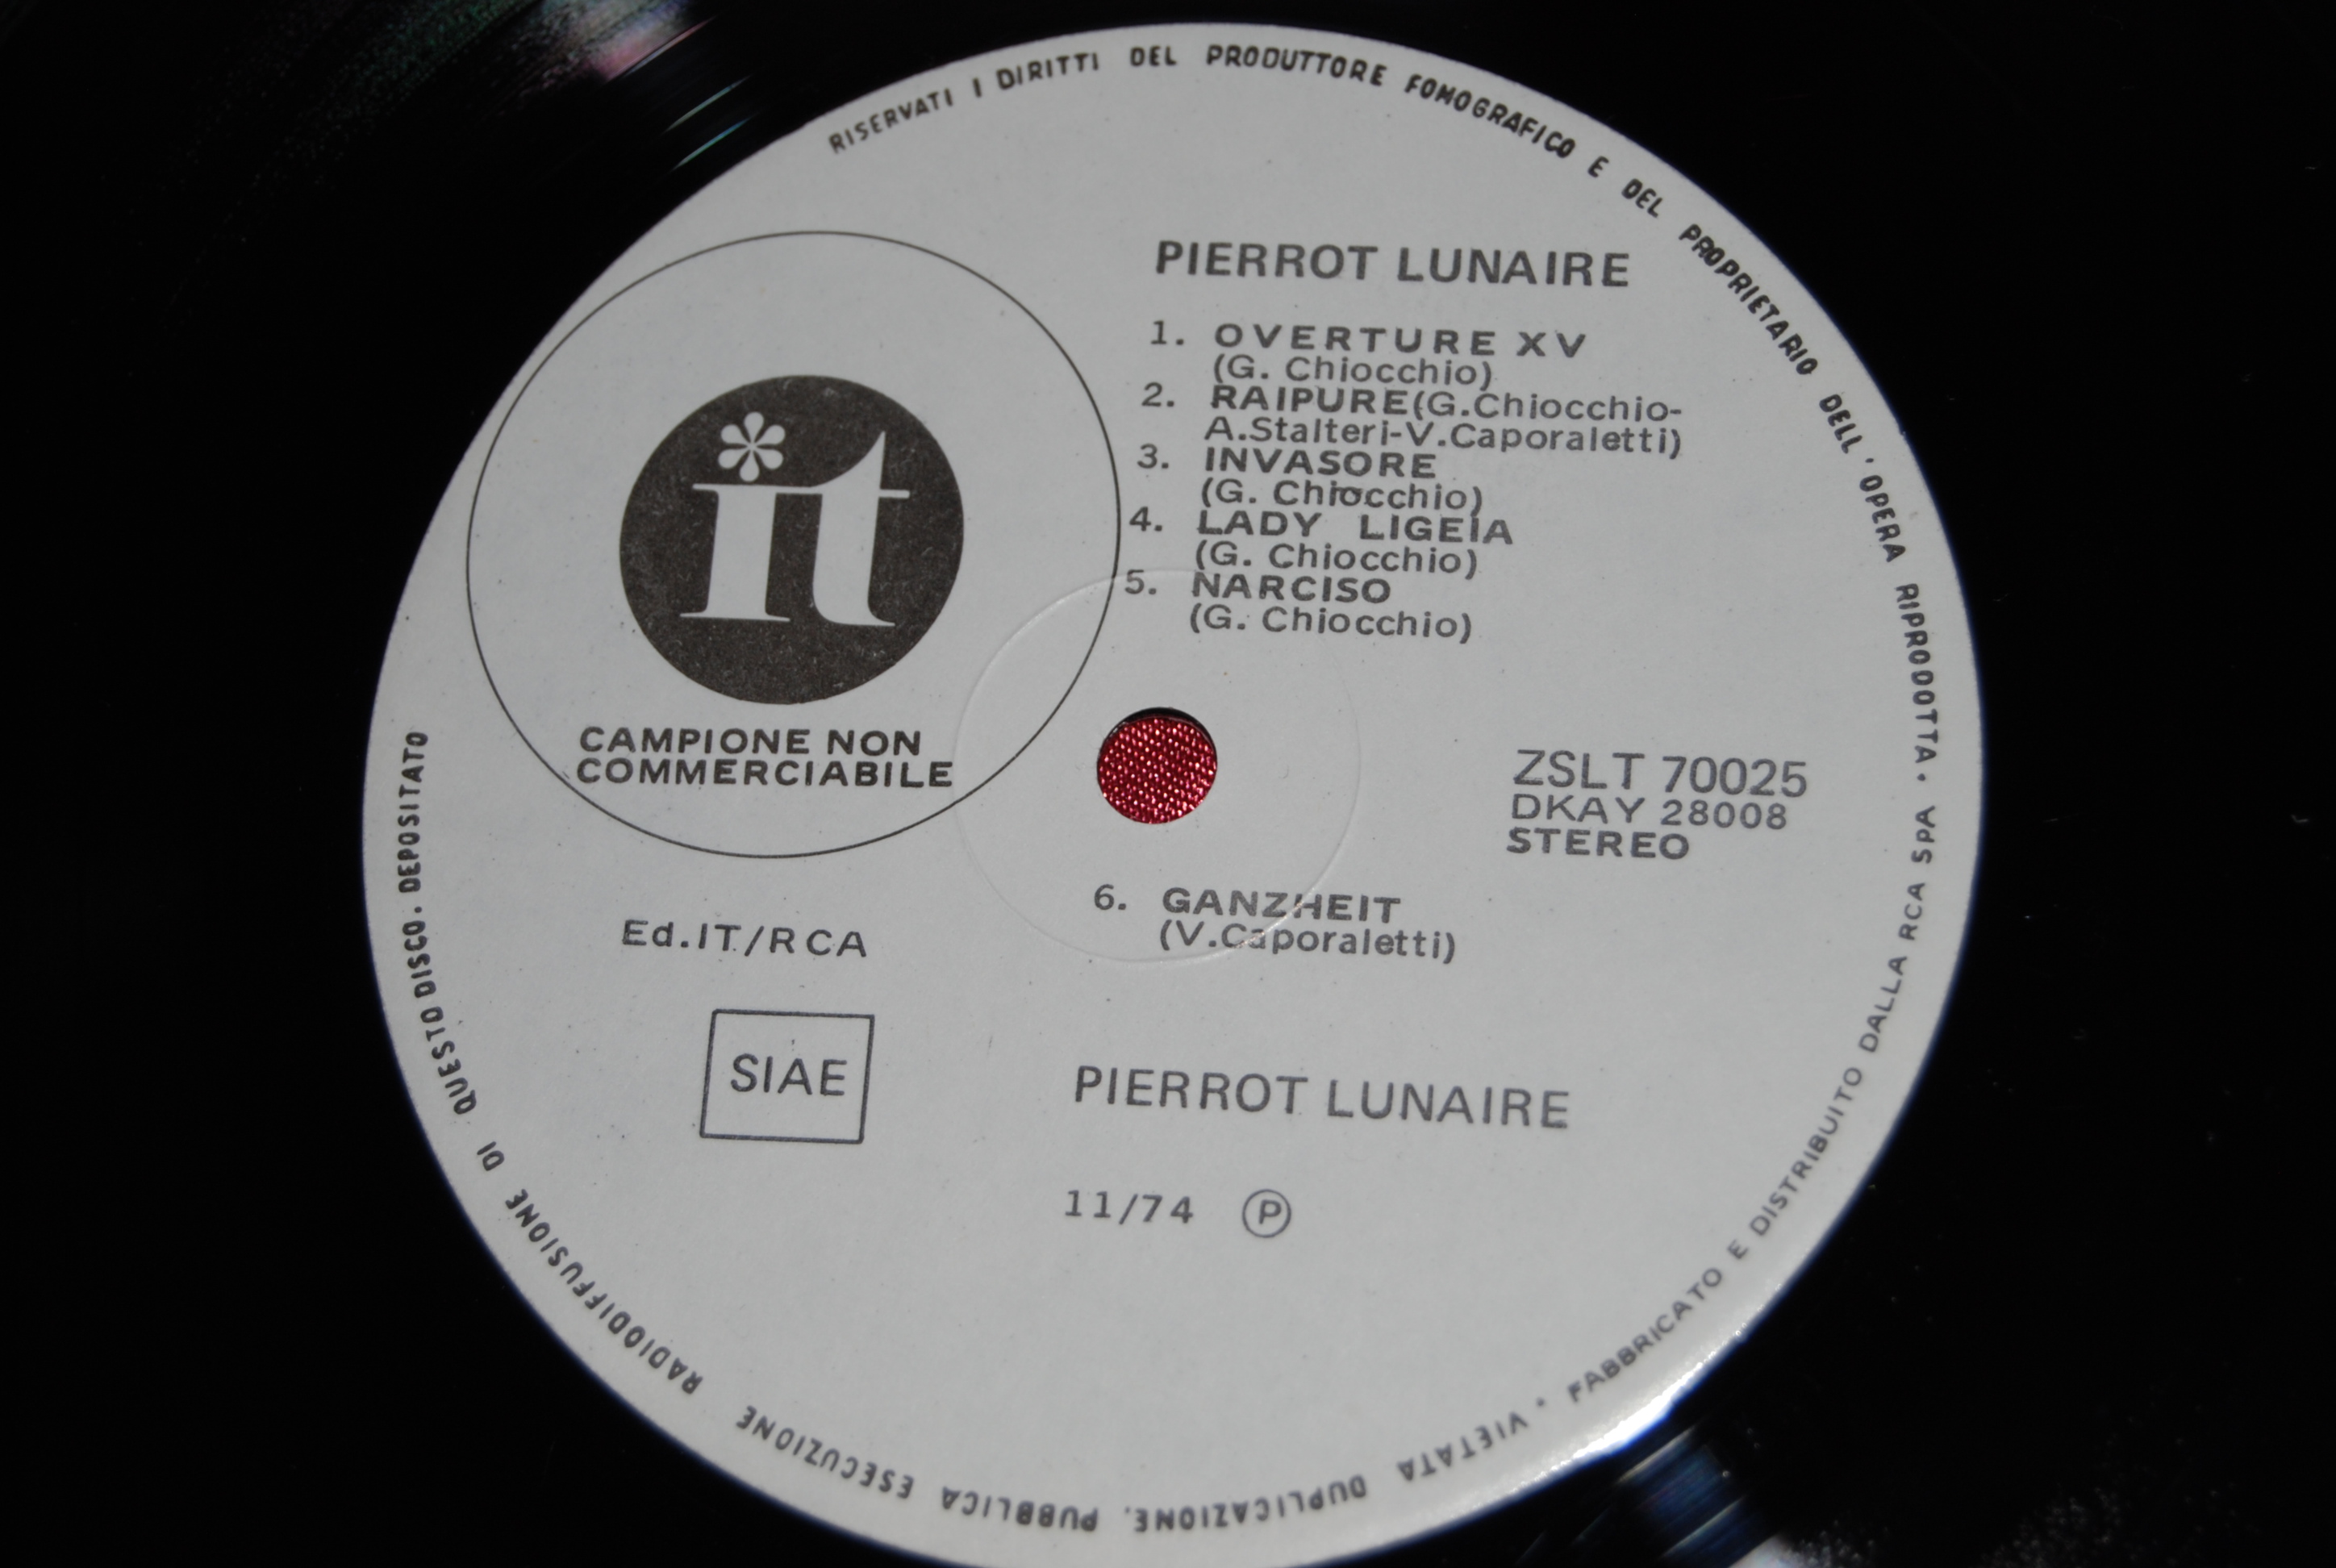 RISERVATI I DIRITTI DEL PRODUTTORE FOMOGRAFICO E DEL PROPRIETARIO DELL'OPERA RIPRODOTTA · VIETATA DUPLICAZIONE. PUBBLICA ESECUZIONE RADIODIFFUSIONE DI QUESTO DISCO. DEPOSITATO
FABBRICATO E DISTRIBUITO DALLA RCA SPA
PIERROT LUNAIRE
1. OVERTURE XV
(G. Chiocchio)
2. RAIPURE(G.Chiocchio-
A.Stalteri-V.Caporaletti)
3. INVASORE
(G. Chiocchio)
4. LADY LIGEIA
(G. Chiocchio)
5. NARCISO
(G. Chiocchio)
it
CAMPIONE NON
COMMERCIABILE
ZSLT 70025
DKAY 28008
STEREO
6. GANZHEIT
(V.Caporaletti)
Ed.IT/RCA
SIAE
PIERROT LUNAIRE
11/74 Ⓟ